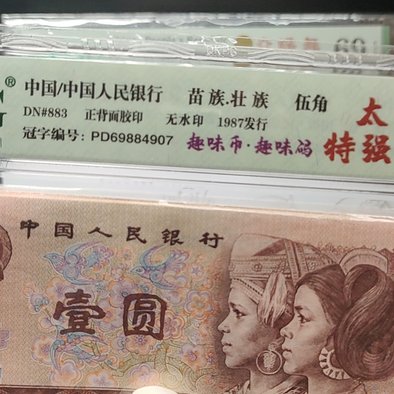 中国/中国人民银行 苗族.壮族 伍角
DN#883 正背面胶印 无水印 1987发行
冠字编号: PD69884907 趣味币·趣味码
太
特强
中国人民银行
壹圆